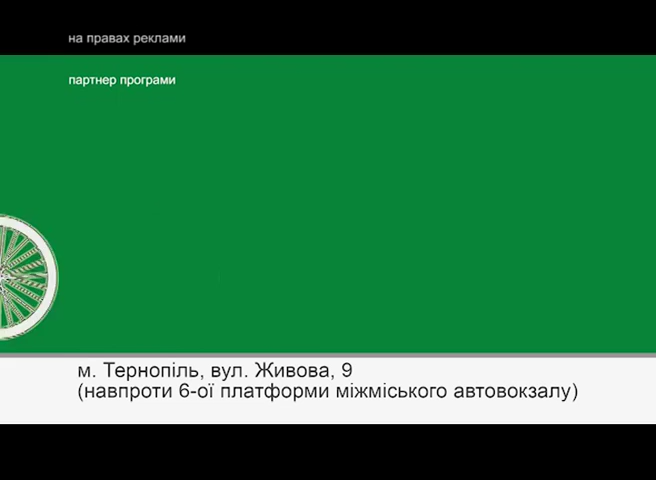 на правах реклами
партнер програми
м. Тернопіль, вул. Живова, 9
(навпроти 6-ої платформи міжміського автовокзалу)